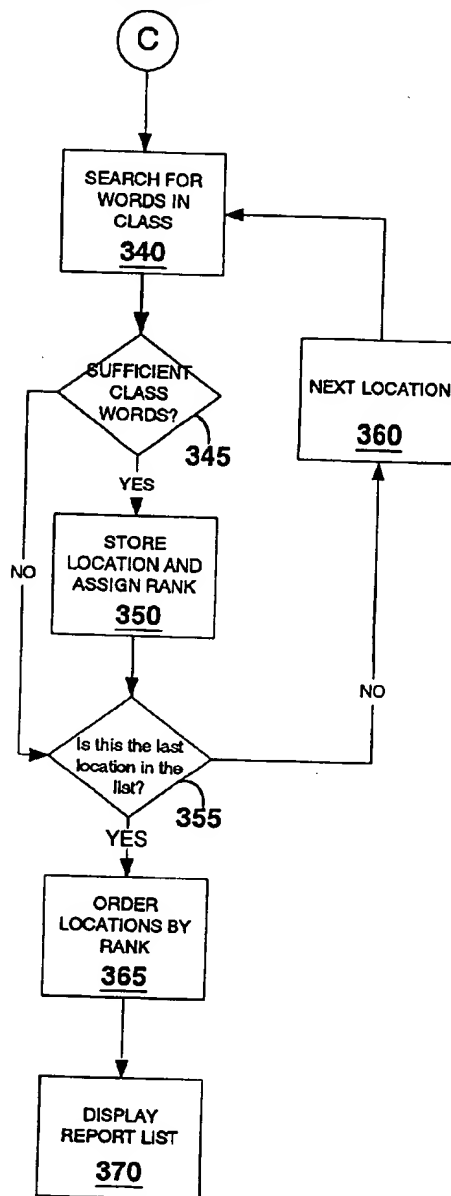 C
SEARCH FOR
WORDS IN
CLASS
340
SUFFICIENT
CLASS
WORDS?
345
YES
NO
STORE
LOCATION AND
ASSIGN RANK
350
NEXT LOCATION
360
NO
Is this the last
location in the
list?
355
YES
ORDER
LOCATIONS BY
RANK
365
DISPLAY
REPORT LIST
370